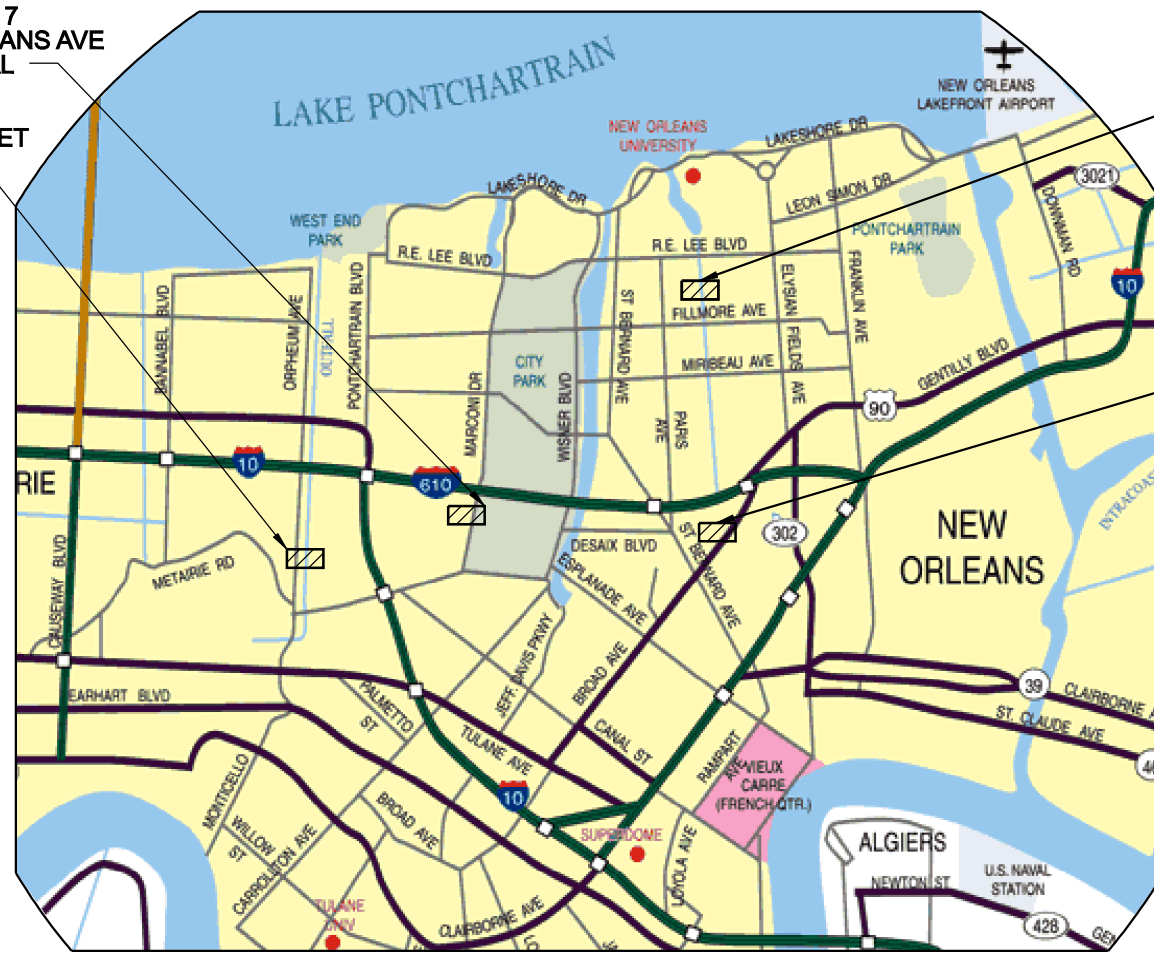 7
ANS AVE
L
ET
LAKE PONTCHARTRAIN
NEW ORLEANS
LAKEFRONT AIRPORT
NEW ORLEANS
UNIVERSITY
LAKESHORE DR
LAKESHORE DR
LEON SIMON DR
3021
DOWNMAN RD
WEST END
PARK
PONTCHARTRAIN
PARK
R.E. LEE BLVD
R.E. LEE BLVD
10
BANNABEL BLVD
ORPHEUM AVE
OUTFALL
PONTCHARTRAIN BLVD
ST BERNARD AVE
ELYSIAN FIELDS AVE
FRANKLIN AVE
FILLMORE AVE
CITY
PARK
MIRIBEAU AVE
GENTILLY BLVD
MARCONI DR
WISNER BLVD
PARIS
AVE
90
10
610
RIE
302
INTRACOAS
NEW
ORLEANS
DESAIX BLVD
ST BERNARD AVE
METAIRIE RD
CAUSEWAY BLVD
ESPLANADE AVE
JEFF. DAVIS PKWY
BROAD AVE
39
CLAIRBORNE A
EARHART BLVD
PALMETTO
ST
ST. CLAUDE AVE
TULANE AVE
CANAL ST
RAMPART
AVE
VIEUX
CARRE
(FRENCH QTR.)
46
MONTICELLO
10
BROAD AVE
WILLOW
ST
CARROLLTON AVE
SUPERDOME
LOYOLA AVE
ALGIERS
U.S. NAVAL
STATION
NEWTON ST
TULANE
UNIV
CLAIRBORNE AVE
428
GEN